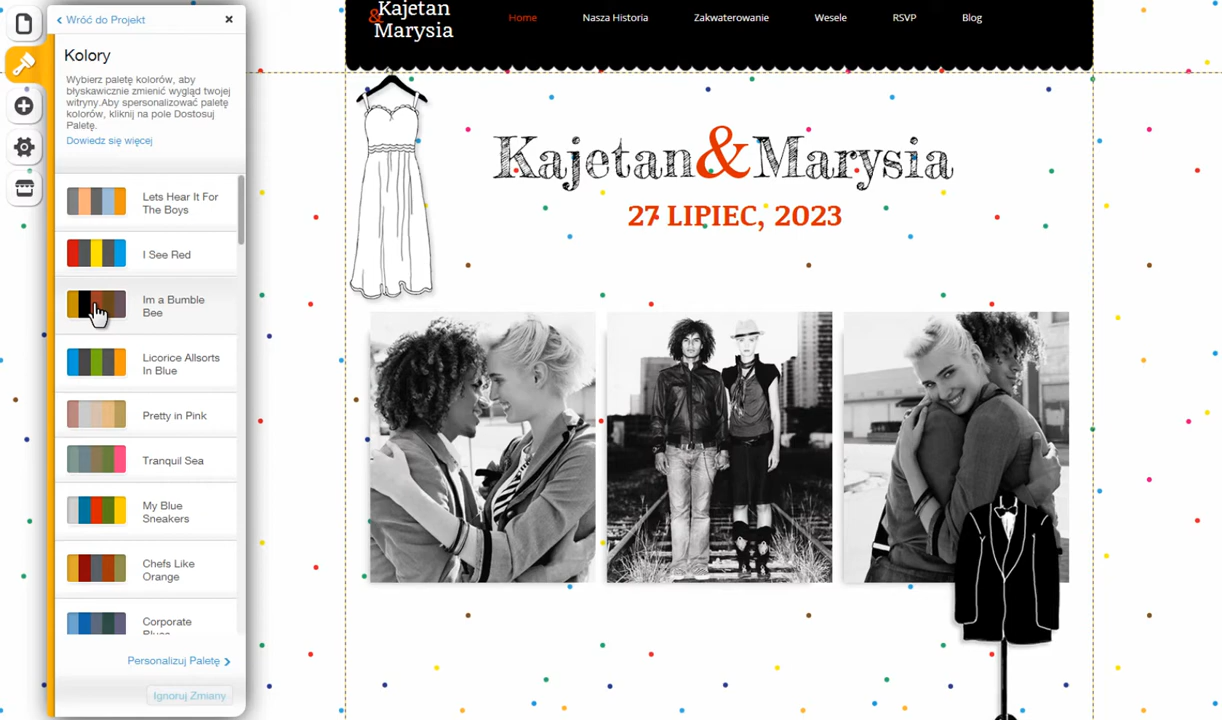 Wróć do Projekt
Kolory
Wybierz paletę kolorów, aby
błyskawicznie zmienić wygląd twojej
witryny.Aby spersonalizować paletę
kolorów, kliknij na pole Dostosuj
Paletę.
Dowiedz się więcej
Lets Hear It For
The Boys
I See Red
Im a Bumble
Bee
Licorice Allsorts
In Blue
Pretty in Pink
Tranquil Sea
My Blue
Sneakers
Chefs Like
Orange
Corporate
Blues
Personalizuj Paletę
Ignoruj Zmiany
Kajetan
& Marysia
Home Nasza Historia Zakwaterowanie Wesele RSVP Blog
Kajetan&Marysia
27 LIPIEC, 2023